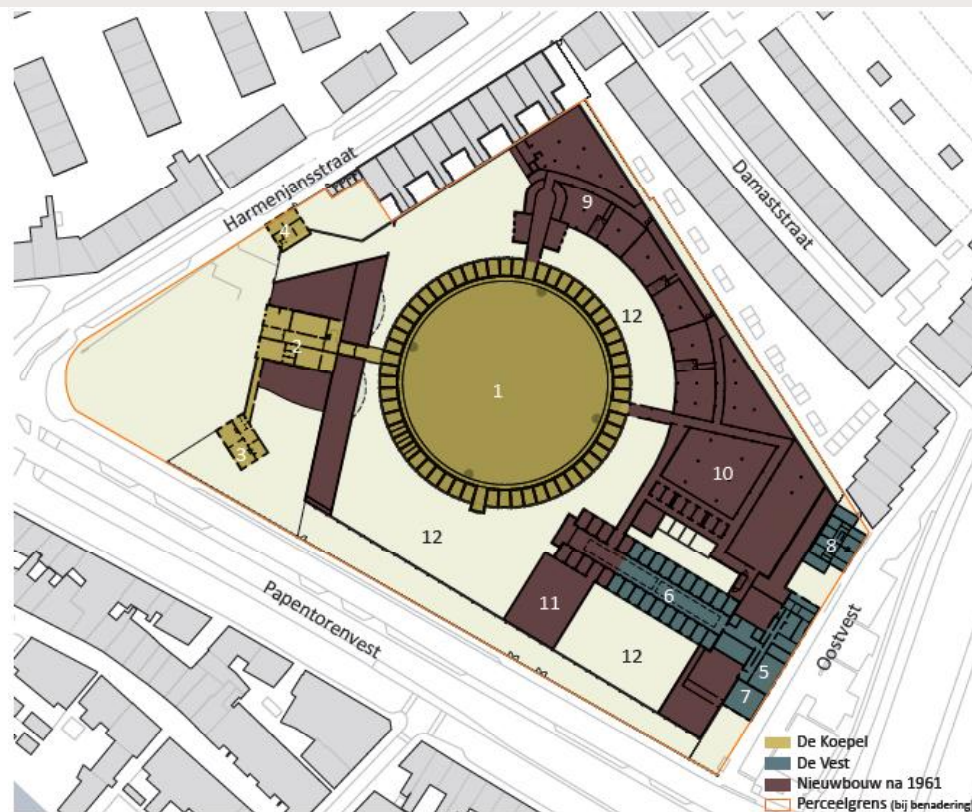 Harmenjansstraat
Damaststraat
4
9
12
2
1
3
10
12
8
6
11
12
5
7
Papentorenvest
Oostvest
De Koepel
De Vest
Nieuwbouw na 1961
Perceelgrens (bij benadering)